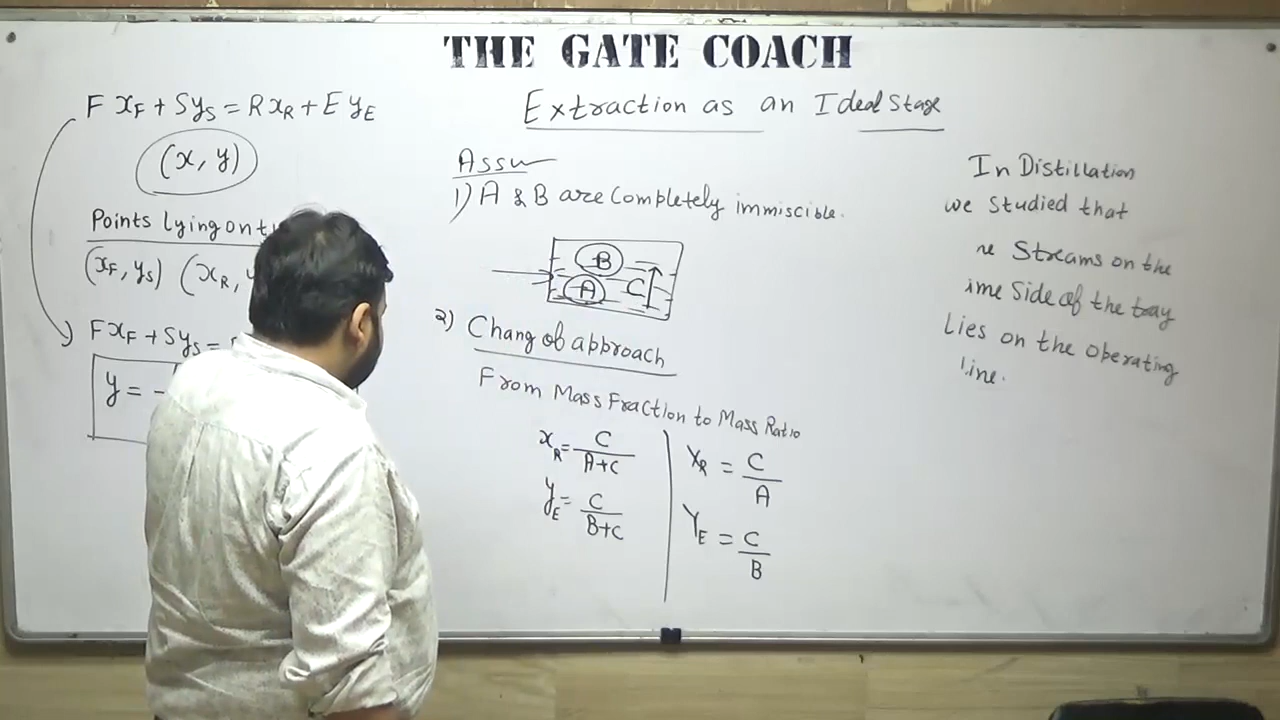 THE GATE COACH
F x_F + S y_S = R x_R + E y_E
(x, y)
Points lying on t
(x_F, y_S) (x_R,
F x_F + S y_S =
y = -
Extraction as an Ideal Stage
Assu
1) A & B are Completely immiscible.
B
A
C
2) Chang of approach
From Mass Fraction to Mass Ratio
x_R = C / A+C
y_E = C / B+C
X_R = C / A
Y_E = C / B
In Distillation
we studied that
Streams on the
Side of the tray
Lies on the operating
line.